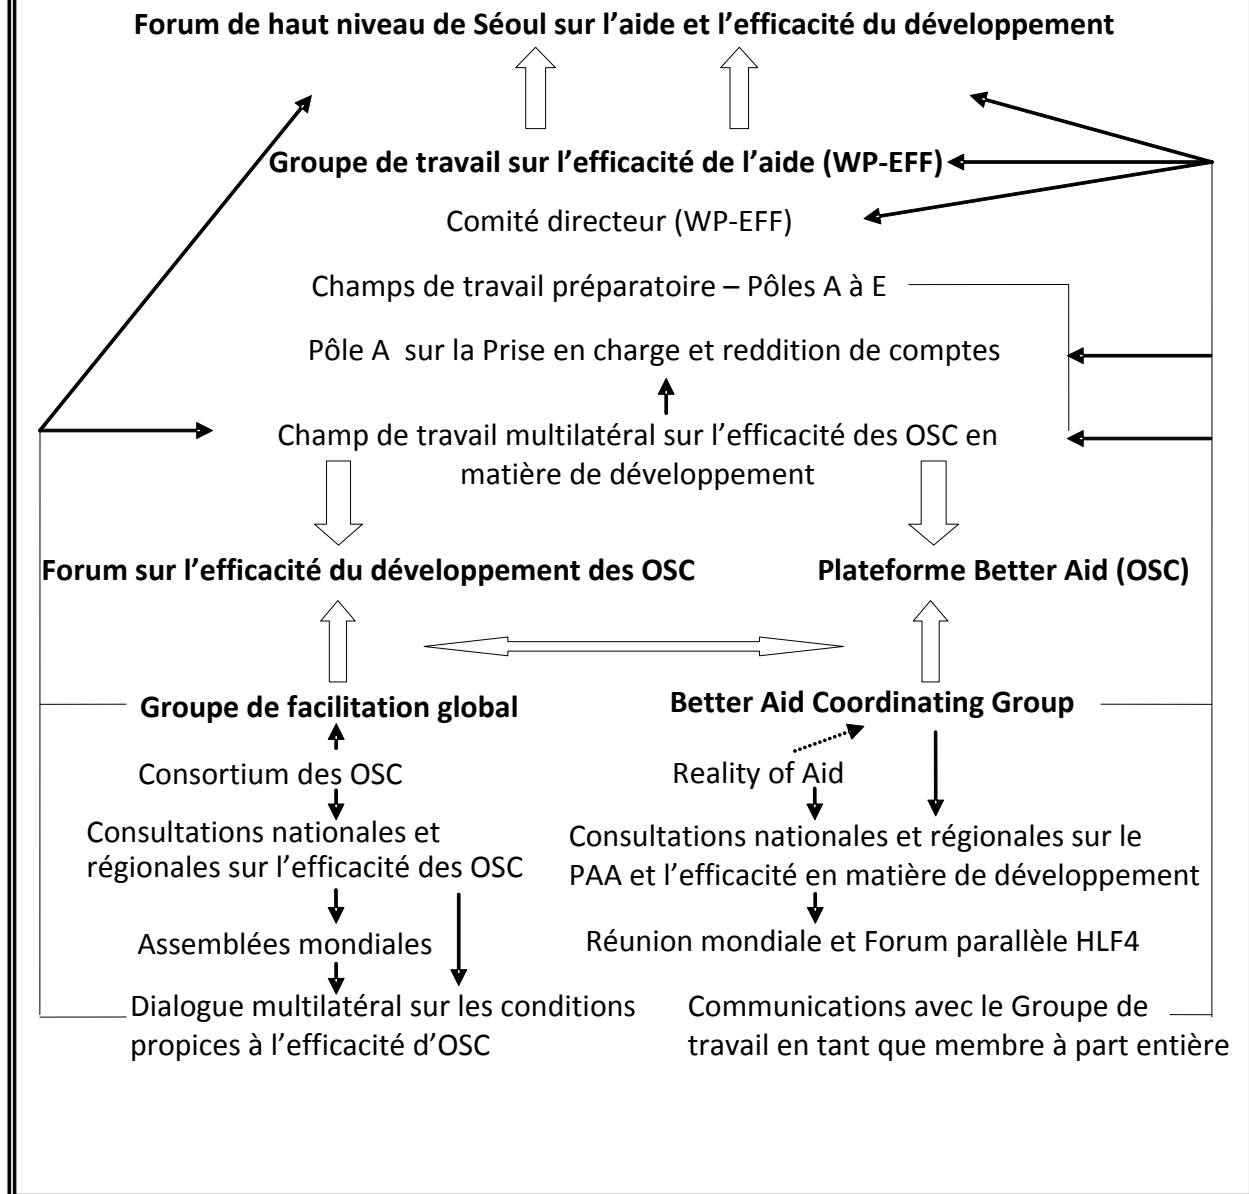 Forum de haut niveau de Séoul sur l'aide et l'efficacité du développement
Groupe de travail sur l'efficacité de l'aide (WP-EFF)
Comité directeur (WP-EFF)
Champs de travail préparatoire – Pôles A à E
Pôle A sur la Prise en charge et reddition de comptes
Champ de travail multilatéral sur l'efficacité des OSC en
matière de développement
Forum sur l'efficacité du développement des OSC
Plateforme Better Aid (OSC)
Groupe de facilitation global
Consortium des OSC
Consultations nationales et
régionales sur l'efficacité des OSC
Assemblées mondiales
Dialogue multilatéral sur les conditions
propices à l'efficacité d'OSC
Better Aid Coordinating Group
Reality of Aid
Consultations nationales et régionales sur le
PAA et l'efficacité en matière de développement
Réunion mondiale et Forum parallèle HLF4
Communications avec le Groupe de
travail en tant que membre à part entière